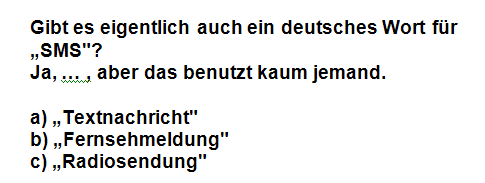 Gibt es eigentlich auch ein deutsches Wort für
„SMS"?
Ja, ... , aber das benutzt kaum jemand.
a) „Textnachricht"
b) „Fernsehmeldung"
c) „Radiosendung"